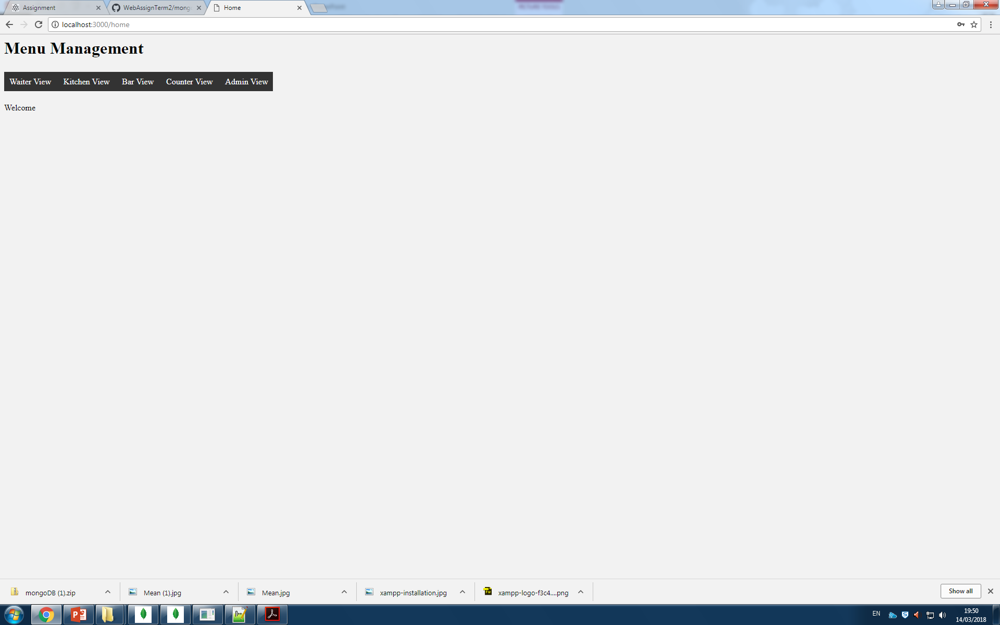 Assignment
WebAssignTerm2/mong
Home
localhost:3000/home
Menu Management
Waiter View Kitchen View Bar View Counter View Admin View
Welcome
mongoDB (1).zip
Mean (1).jpg
Mean.jpg
xampp-installation.jpg
xampp-logo-f3c4....png
Show all
EN
19:50
14/03/2018